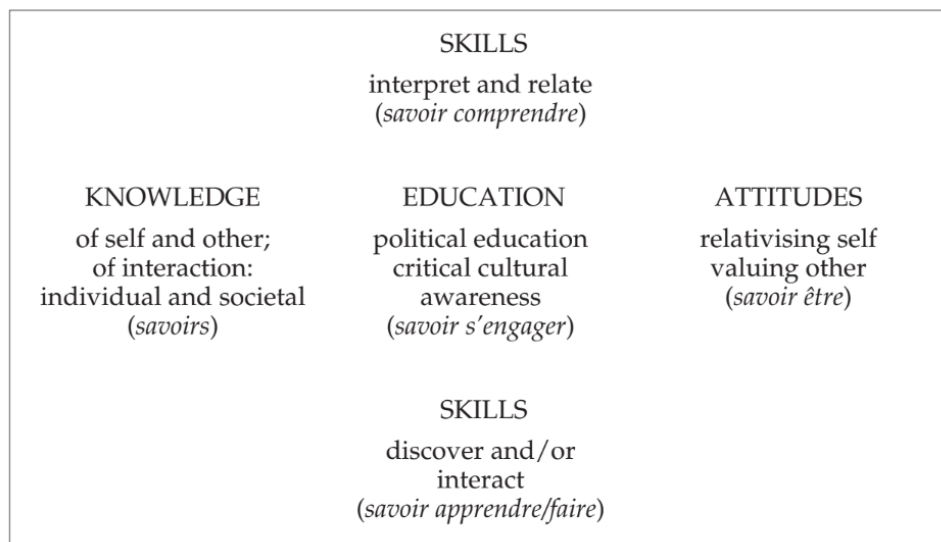 SKILLS
interpret and relate
(savoir comprendre)
KNOWLEDGE
of self and other;
of interaction:
individual and societal
(savoirs)
EDUCATION
political education
critical cultural
awareness
(savoir s'engager)
ATTITUDES
relativising self
valuing other
(savoir être)
SKILLS
discover and/or
interact
(savoir apprendre/faire)